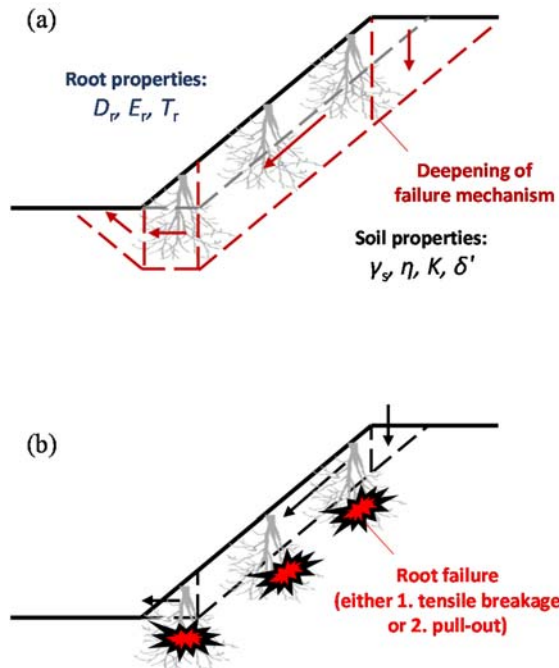 (a)
Root properties:
Dr, Er, Tr
Deepening of
failure mechanism
Soil properties:
γs, η, K, δ'
(b)
Root failure
(either 1. tensile breakage
or 2. pull-out)